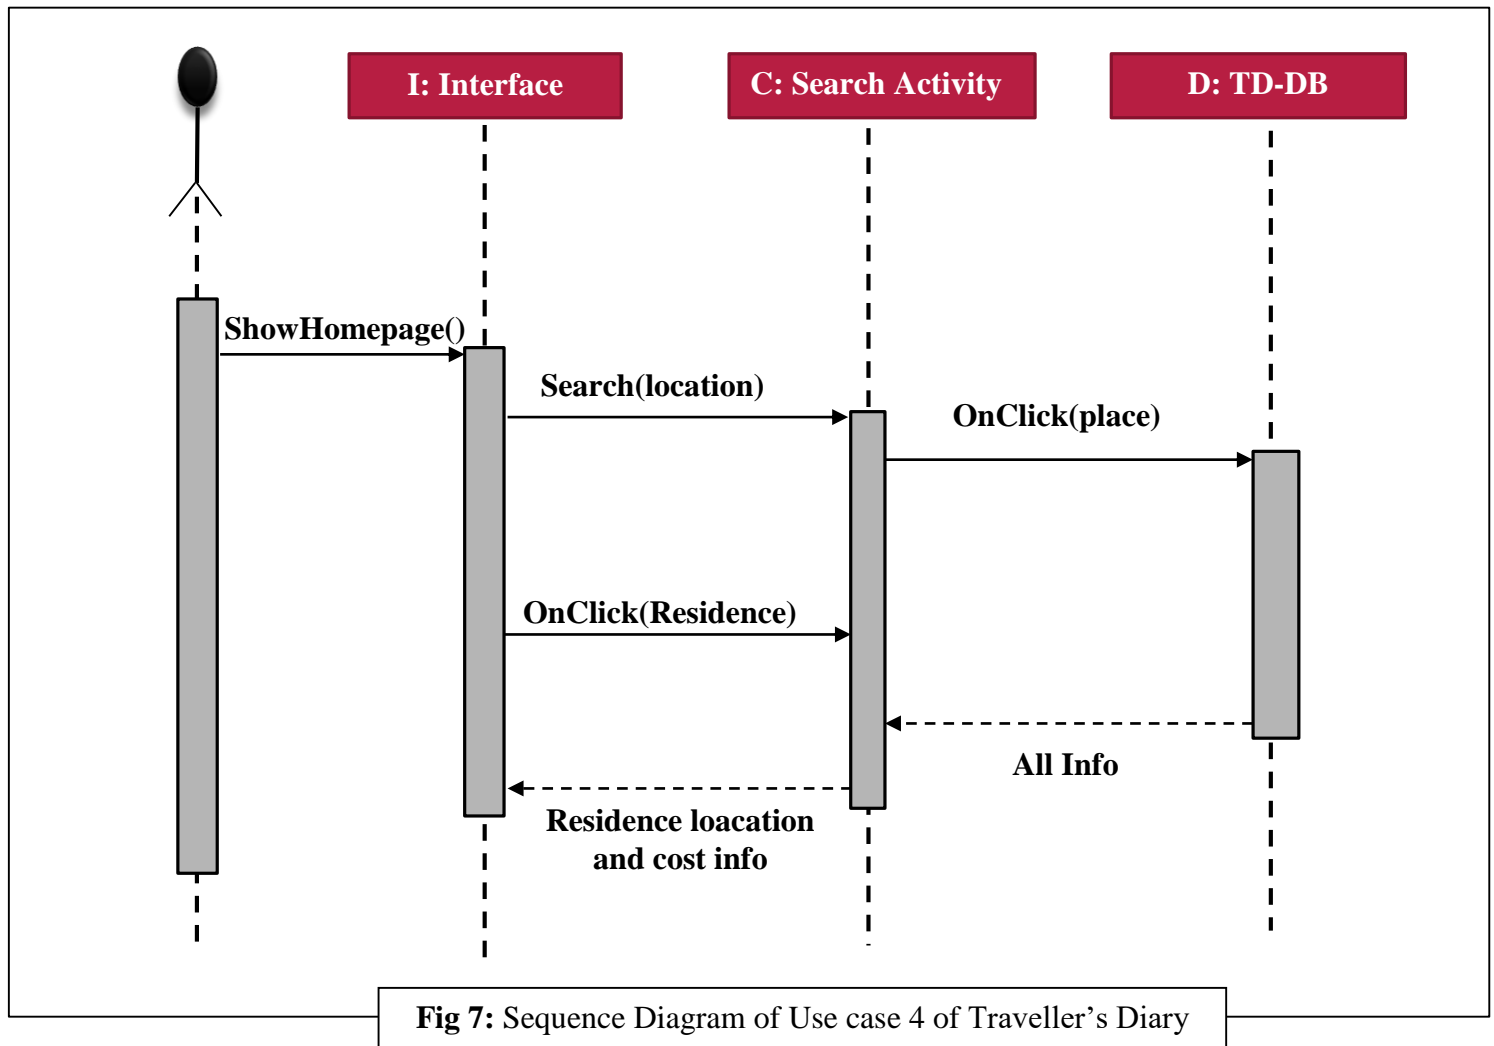 I: Interface
C: Search Activity
D: TD-DB
ShowHomepage()
Search(location)
OnClick(place)
OnClick(Residence)
All Info
Residence loacation
and cost info
Fig 7: Sequence Diagram of Use case 4 of Traveller’s Diary